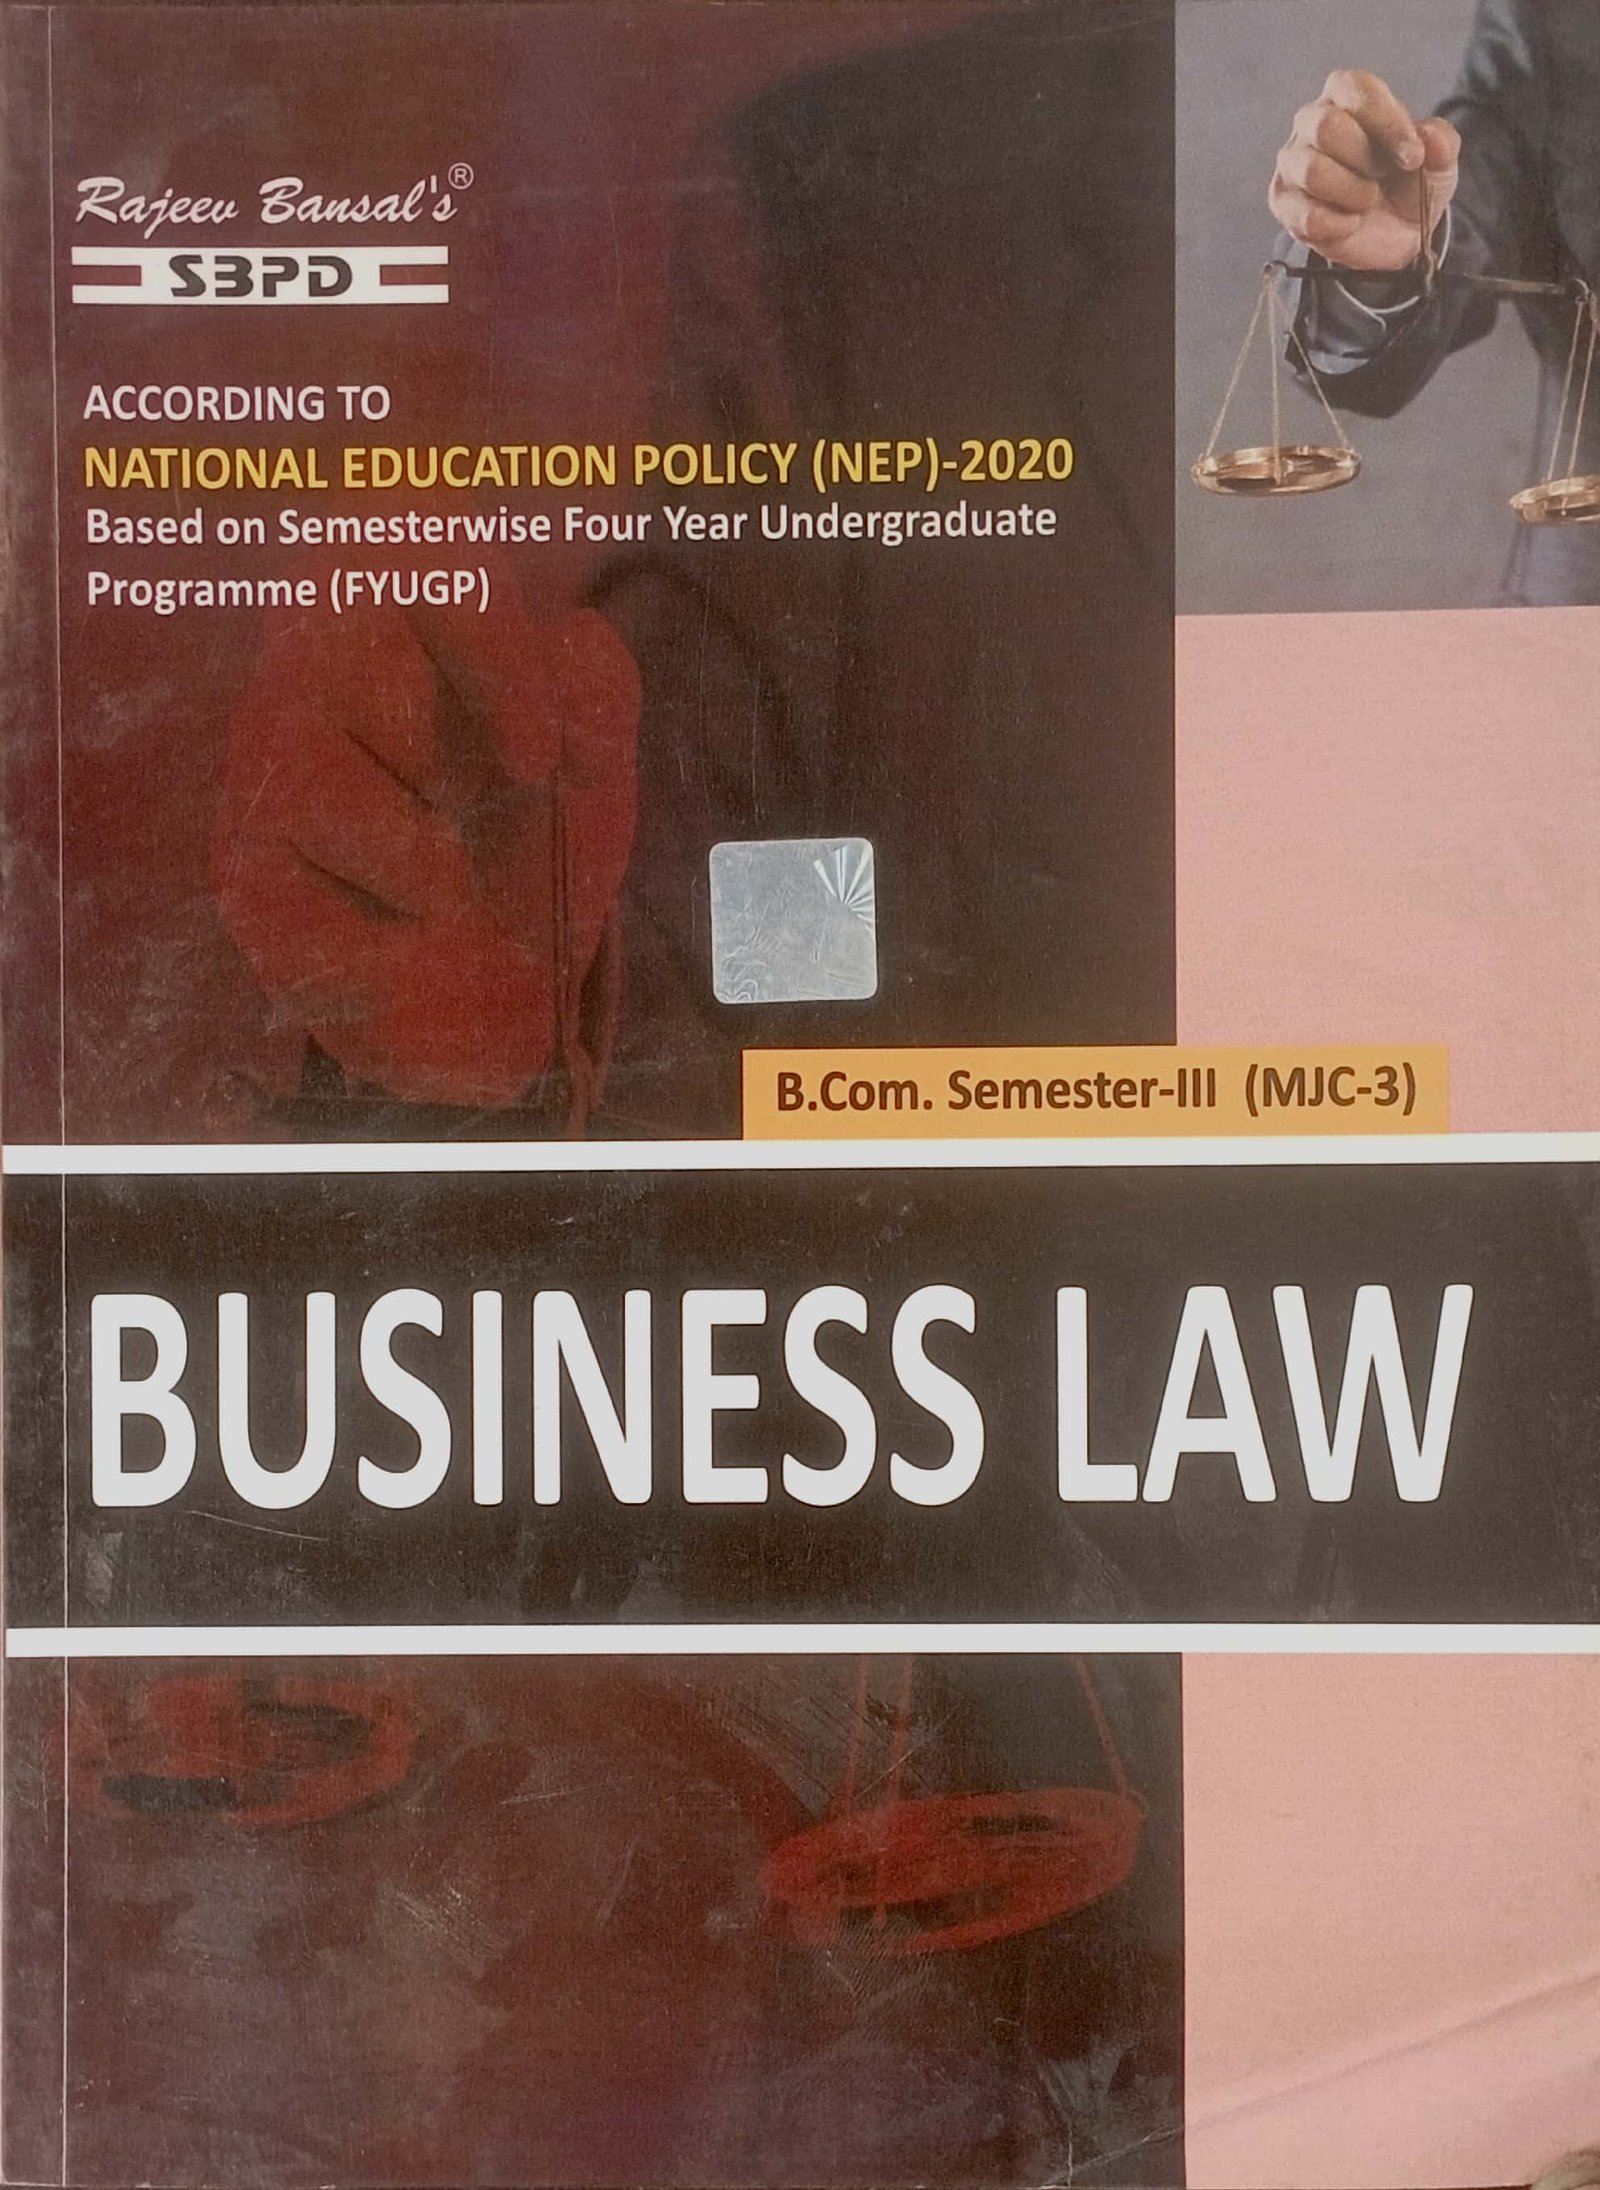 Rajeev Bansal's®
SBPD
ACCORDING TO
NATIONAL EDUCATION POLICY (NEP)-2020
Based on Semesterwise Four Year Undergraduate
Programme (FYUGP)
B.Com. Semester-III (MJC-3)
BUSINESS LAW